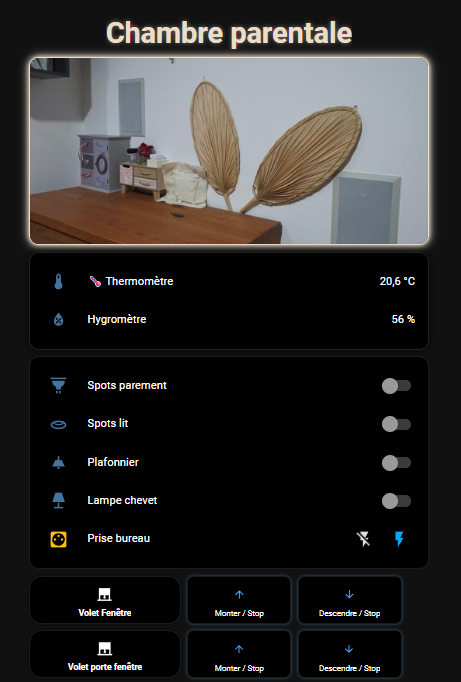 Chambre parentale
Thermomètre 20,6 °C
Hygromètre 56 %
Spots parement
Spots lit
Plafonnier
Lampe chevet
Prise bureau
Volet Fenêtre Monter / Stop Descendre / Stop
Volet porte fenêtre Monter / Stop Descendre / Stop